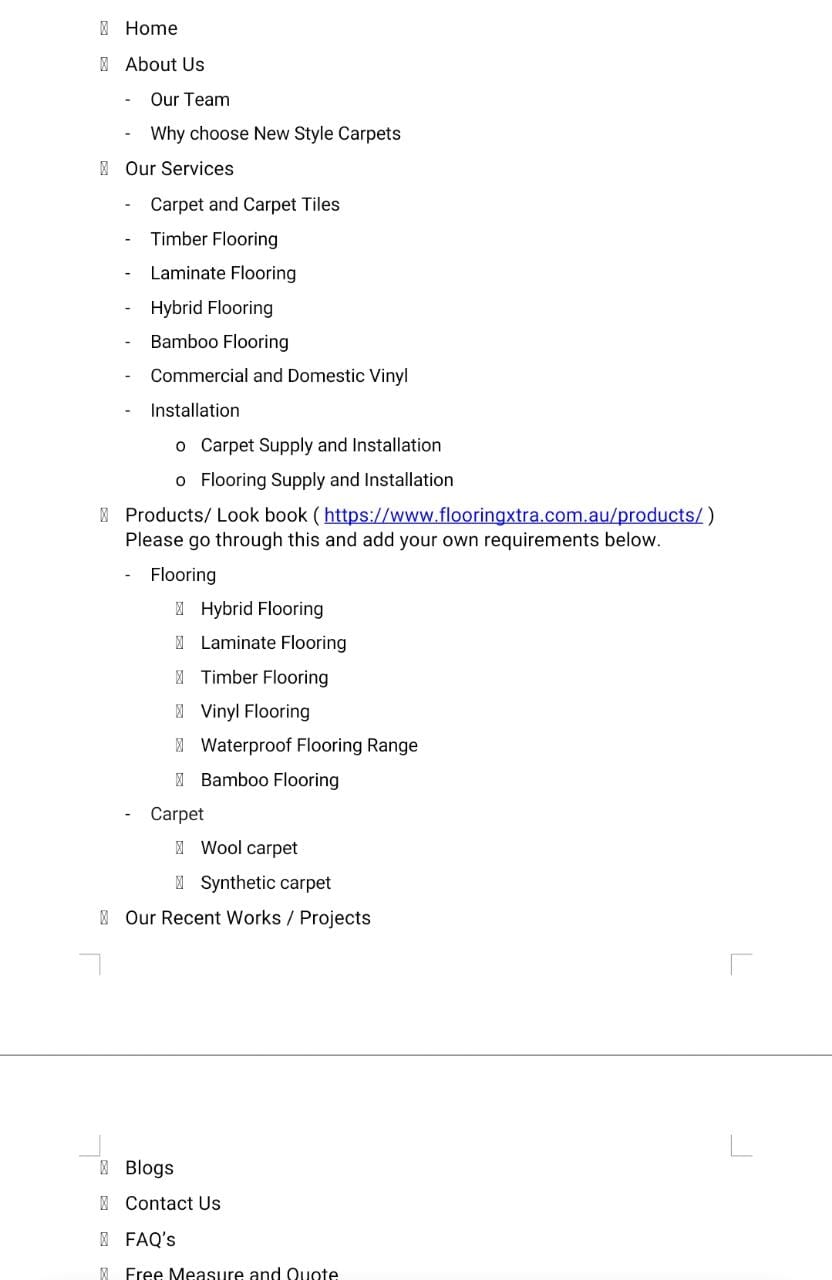 Home
About Us
- Our Team
- Why choose New Style Carpets
Our Services
- Carpet and Carpet Tiles
- Timber Flooring
- Laminate Flooring
- Hybrid Flooring
- Bamboo Flooring
- Commercial and Domestic Vinyl
- Installation
o Carpet Supply and Installation
o Flooring Supply and Installation
Products/ Look book ( https://www.flooringxtra.com.au/products/ )
Please go through this and add your own requirements below.
- Flooring
Hybrid Flooring
Laminate Flooring
Timber Flooring
Vinyl Flooring
Waterproof Flooring Range
Bamboo Flooring
- Carpet
Wool carpet
Synthetic carpet
Our Recent Works / Projects
Blogs
Contact Us
FAQ’s
Free Measure and Quote